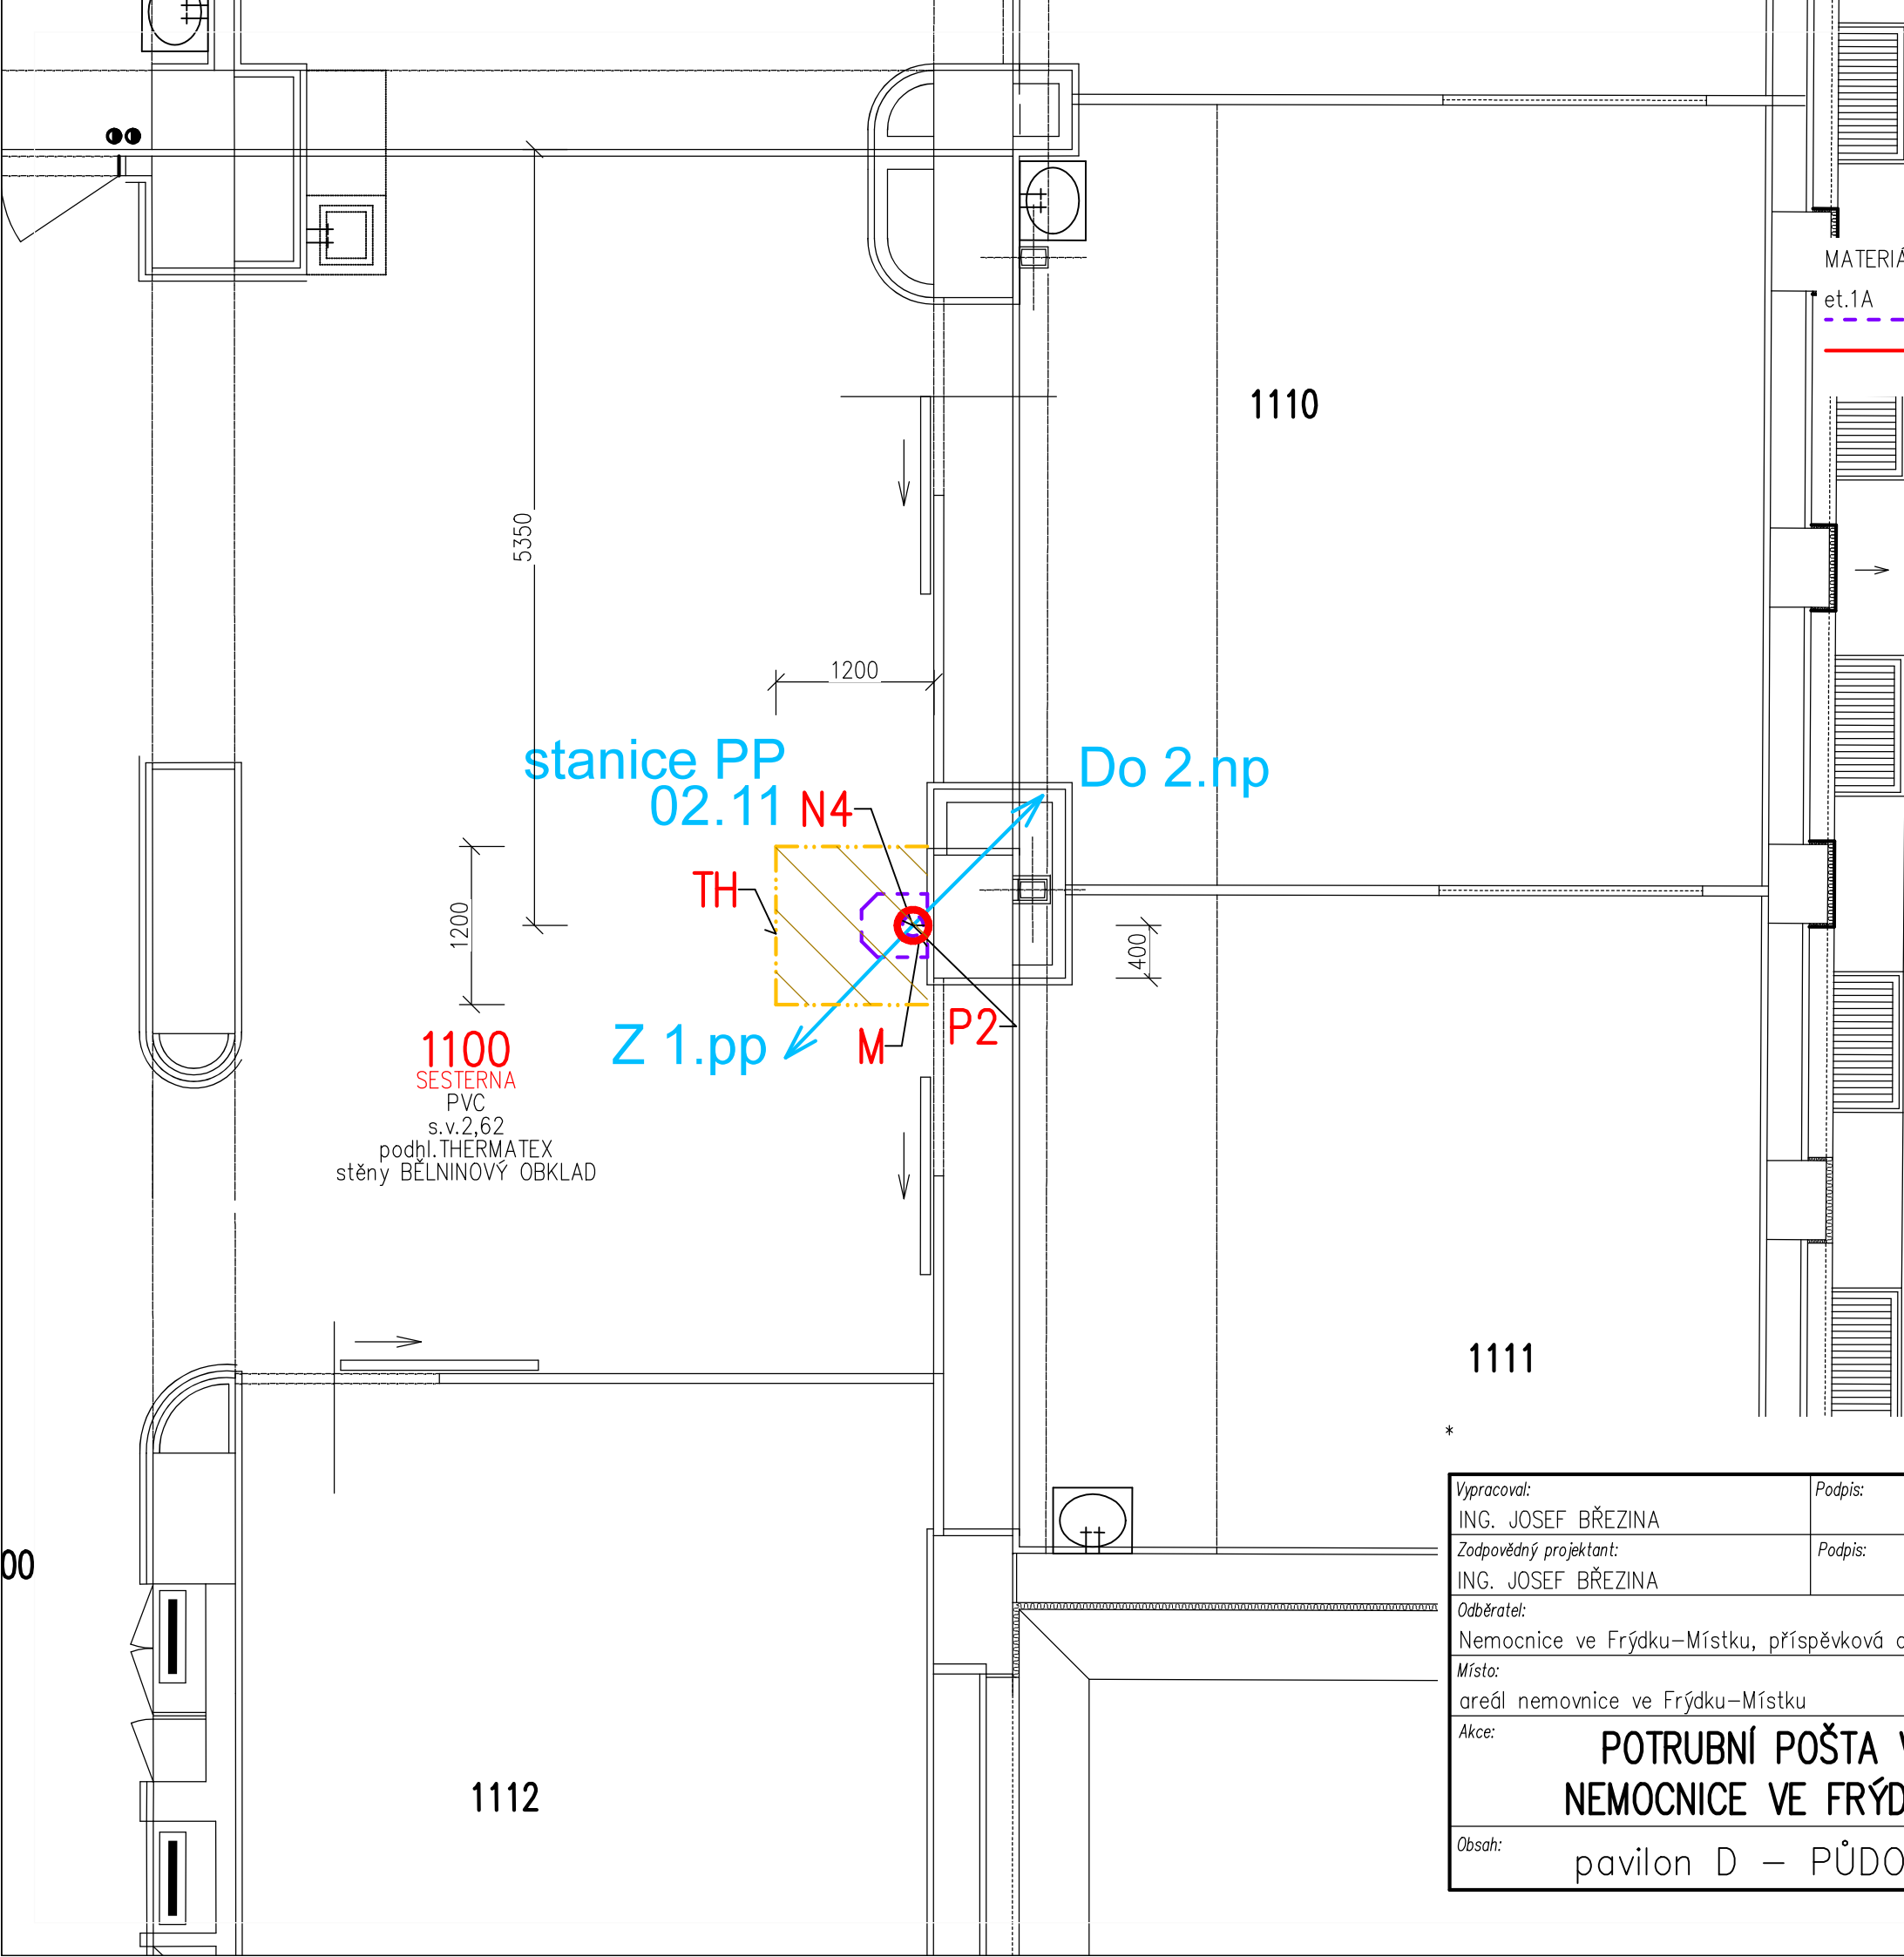 MATERIÁ
et.1A
1110
5350
1200
stanice PP
02.11
Do 2.np
N4
TH
1200
400
P2
Z 1.pp
M
1100
SESTERNA
PVC
s.v.2,62
podhl.THERMATEX
stěny BĚLNINOVÝ OBKLAD
1111
*
00
1112
Vypracoval:
Podpis:
ING. JOSEF BŘEZINA
Zodpovědný projektant:
Podpis:
ING. JOSEF BŘEZINA
Odběratel:
Nemocnice ve Frýdku-Místku, příspěvková
Místo:
areál nemovnice ve Frýdku-Místku
Akce:
POTRUBNÍ POŠTA V
NEMOCNICE VE FRÝD
Obsah:
pavilon D - PŮDO